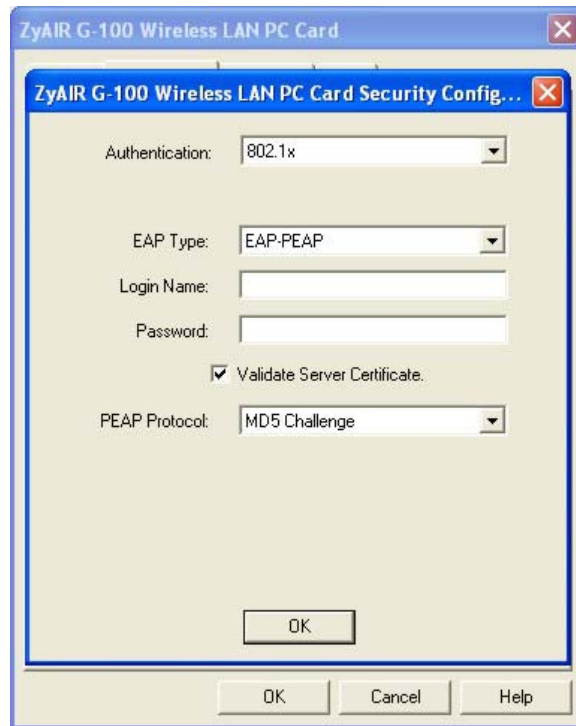 ZyAIR G-100 Wireless LAN PC Card
ZyAIR G-100 Wireless LAN PC Card Security Config...
Authentication: 802.1x
EAP Type: EAP-PEAP
Login Name:
Password:
Validate Server Certificate.
PEAP Protocol: MD5 Challenge
OK
OK Cancel Help